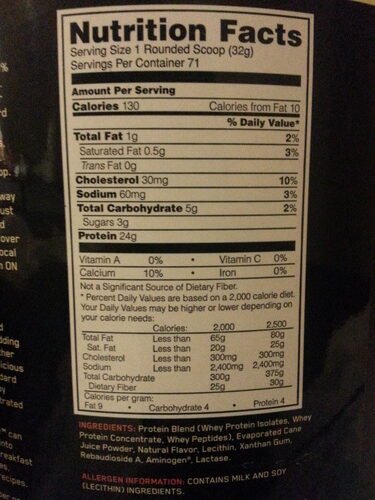 Nutrition Facts
Serving Size 1 Rounded Scoop (32g)
Servings Per Container 71
Amount Per Serving
Calories 130 Calories from Fat 10
% Daily Value*
Total Fat 1g 2%
Saturated Fat 0.5g 3%
Trans Fat 0g
Cholesterol 30mg 10%
Sodium 60mg 3%
Total Carbohydrate 5g 2%
Sugars 3g
Protein 24g
Vitamin A 0% • Vitamin C 0%
Calcium 10% • Iron 0%
Not a Significant Source of Dietary Fiber.
* Percent Daily Values are based on a 2,000 calorie diet.
Your Daily Values may be higher or lower depending on
your calorie needs:
Calories: 2,000 2,500
Total Fat Less than 65g 80g
Sat. Fat Less than 20g 25g
Cholesterol Less than 300mg 300mg
Sodium Less than 2,400mg 2,400mg
Total Carbohydrate 300g 375g
Dietary Fiber 25g 30g
Calories per gram:
Fat 9 • Carbohydrate 4 • Protein 4
INGREDIENTS: Protein Blend (Whey Protein Isolates, Whey
Protein Concentrate, Whey Peptides), Evaporated Cane
Juice Powder, Natural Flavor, Lecithin, Xanthan Gum,
Rebaudioside A, Aminogen®, Lactase.
ALLERGEN INFORMATION: CONTAINS MILK AND SOY
(LECITHIN) INGREDIENTS.